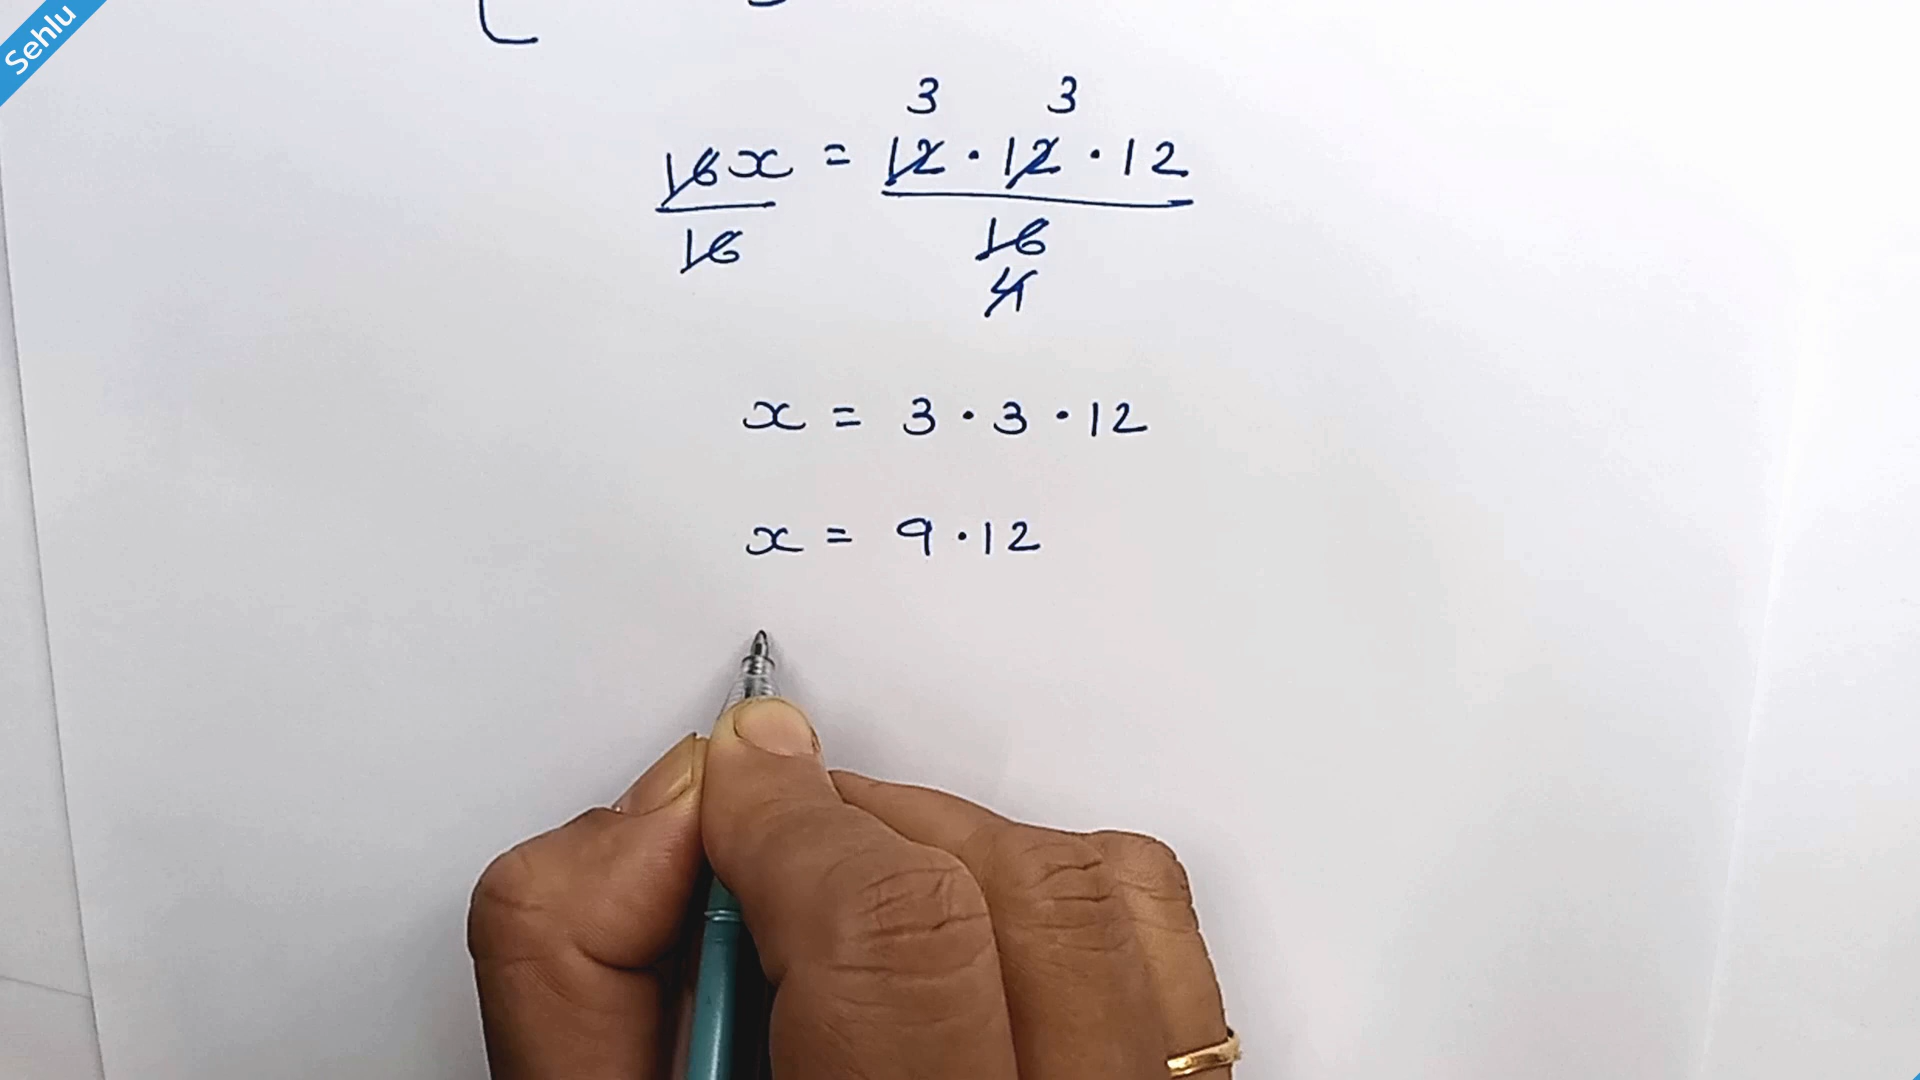 Sehlu
3 3
16x = 12 · 12 · 12
16 16
4
x = 3 · 3 · 12
x = 9 · 12